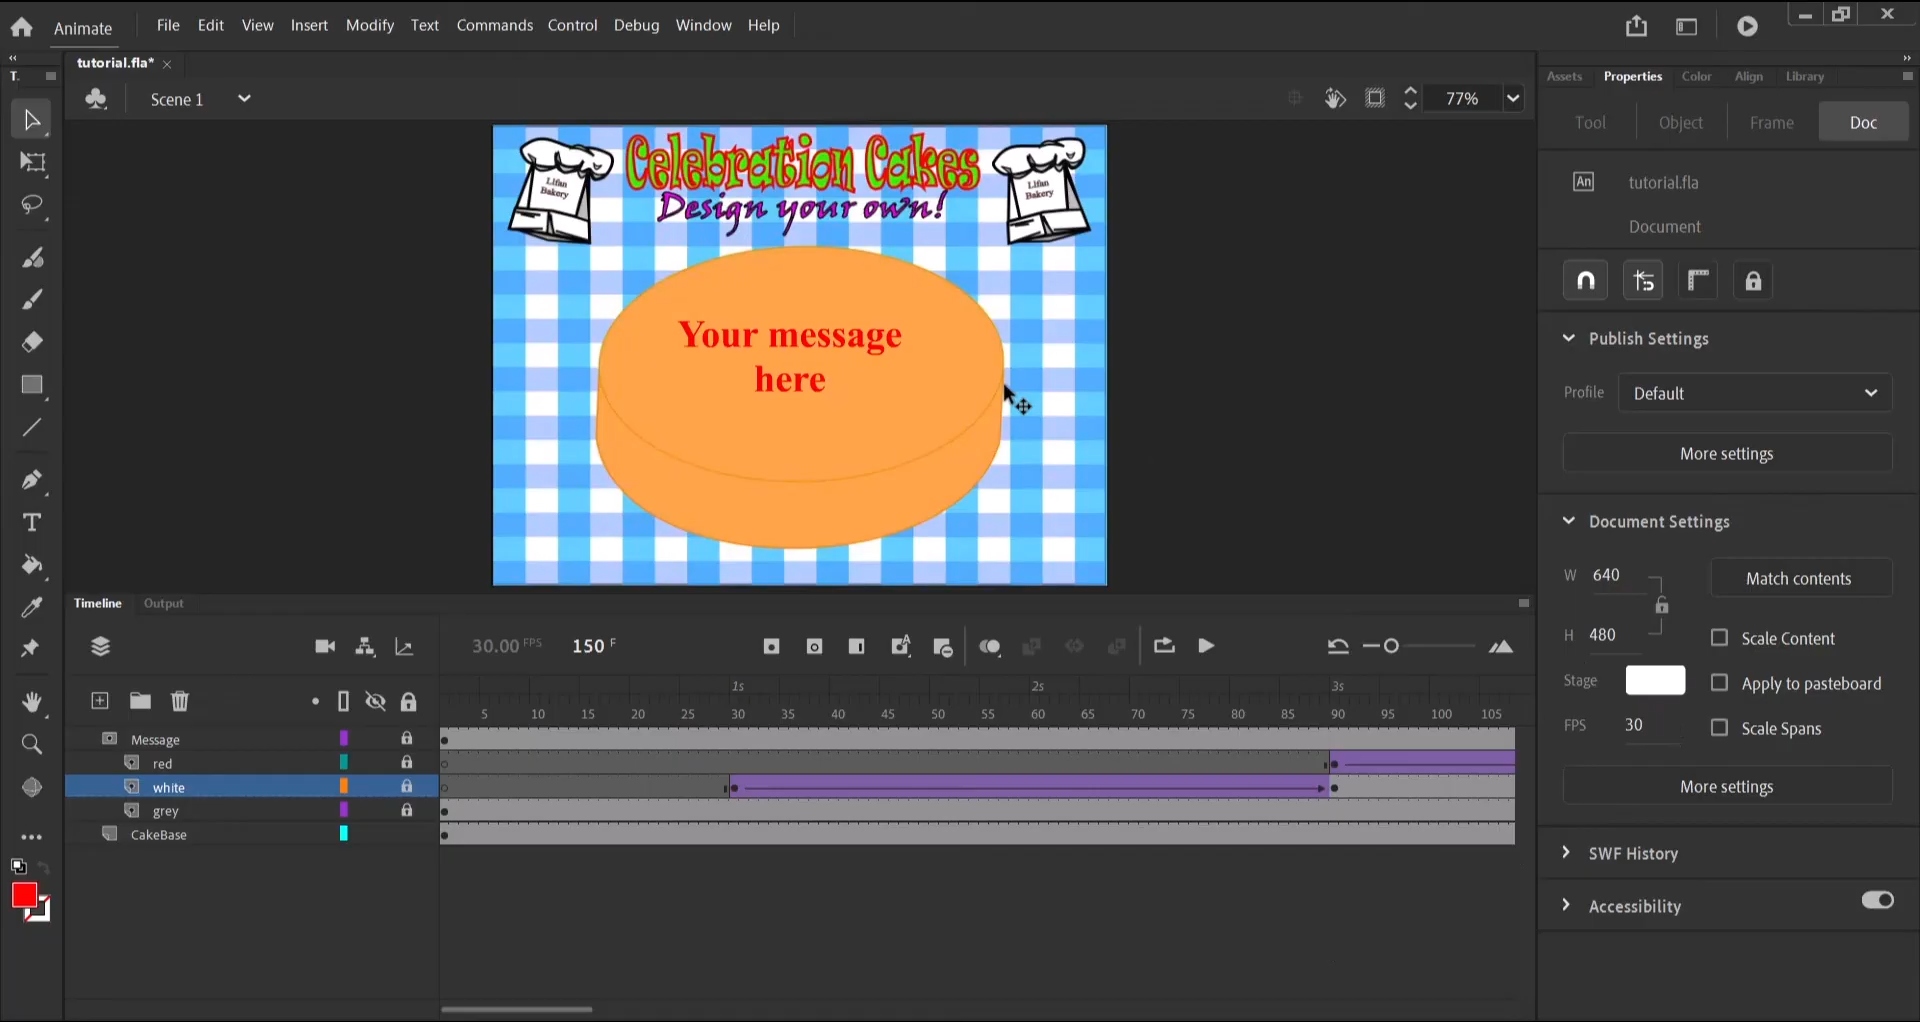 Animate File Edit View Insert Modify Text Commands Control Debug Window Help
tutorial.fla*
Scene 1
77%
Celebration Cakes
Design your own!
Lifan
Bakery
Lifan
Bakery
Your message
here
T.
Timeline Output
30.00 FPS 150 F
1s 2s 3s
5 10 15 20 25 30 35 40 45 50 55 60 65 70 75 80 85 90 95 100 105
Message
red
white
grey
CakeBase
Assets Properties Color Align Library
Tool Object Frame Doc
An tutorial.fla
Document
Publish Settings
Profile Default
More settings
Document Settings
W 640 Match contents
H 480 Scale Content
Stage Apply to pasteboard
FPS 30 Scale Spans
More settings
SWF History
Accessibility